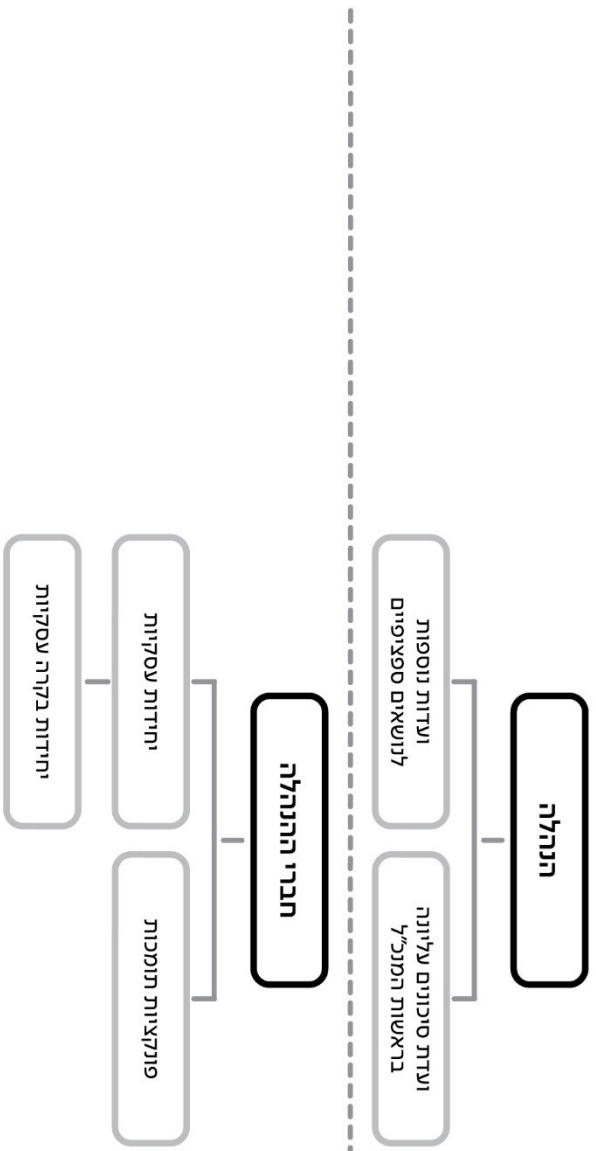 הנהלה
ועדת סיכונים עליונה
בראשות המנכ"ל
ועדות נוספות
לנושאים ספציפיים
חברי ההנהלה
פונקציות תומכות
יחידות עסקיות
יחידות בקרה עסקיות